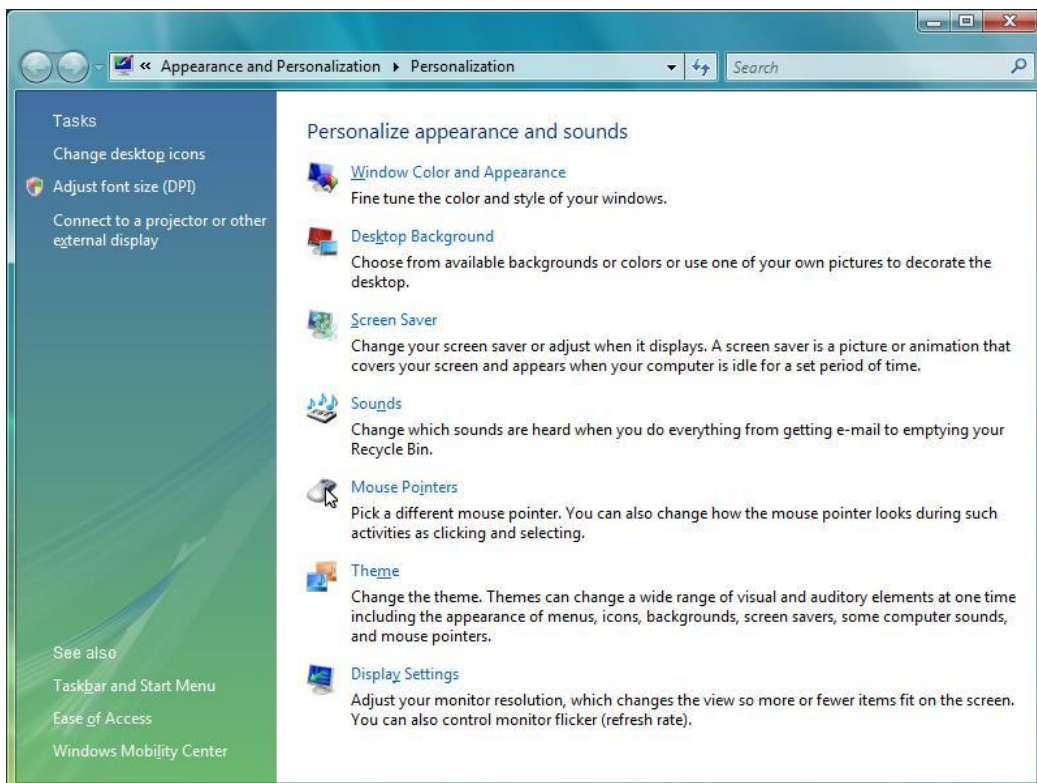 « Appearance and Personalization ▸ Personalization
Search
Tasks
Change desktop icons
Adjust font size (DPI)
Connect to a projector or other
external display
Personalize appearance and sounds
Window Color and Appearance
Fine tune the color and style of your windows.
Desktop Background
Choose from available backgrounds or colors or use one of your own pictures to decorate the
desktop.
Screen Saver
Change your screen saver or adjust when it displays. A screen saver is a picture or animation that
covers your screen and appears when your computer is idle for a set period of time.
Sounds
Change which sounds are heard when you do everything from getting e-mail to emptying your
Recycle Bin.
Mouse Pointers
Pick a different mouse pointer. You can also change how the mouse pointer looks during such
activities as clicking and selecting.
Theme
Change the theme. Themes can change a wide range of visual and auditory elements at one time
including the appearance of menus, icons, backgrounds, screen savers, some computer sounds,
and mouse pointers.
Display Settings
Adjust your monitor resolution, which changes the view so more or fewer items fit on the screen.
You can also control monitor flicker (refresh rate).
See also
Taskbar and Start Menu
Ease of Access
Windows Mobility Center